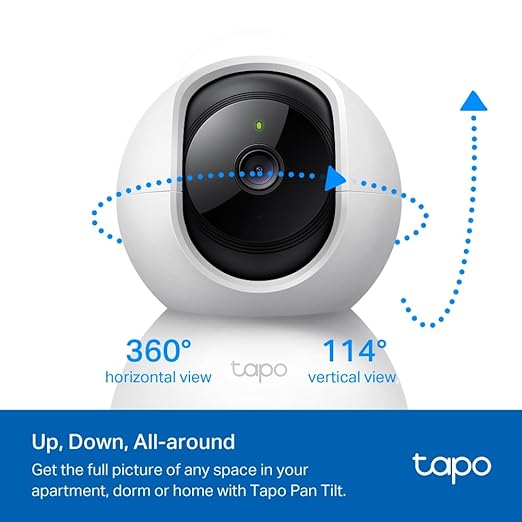 360°
horizontal view
tapo
114°
vertical view
Up, Down, All-around
Get the full picture of any space in your
apartment, dorm or home with Tapo Pan Tilt.
tapo